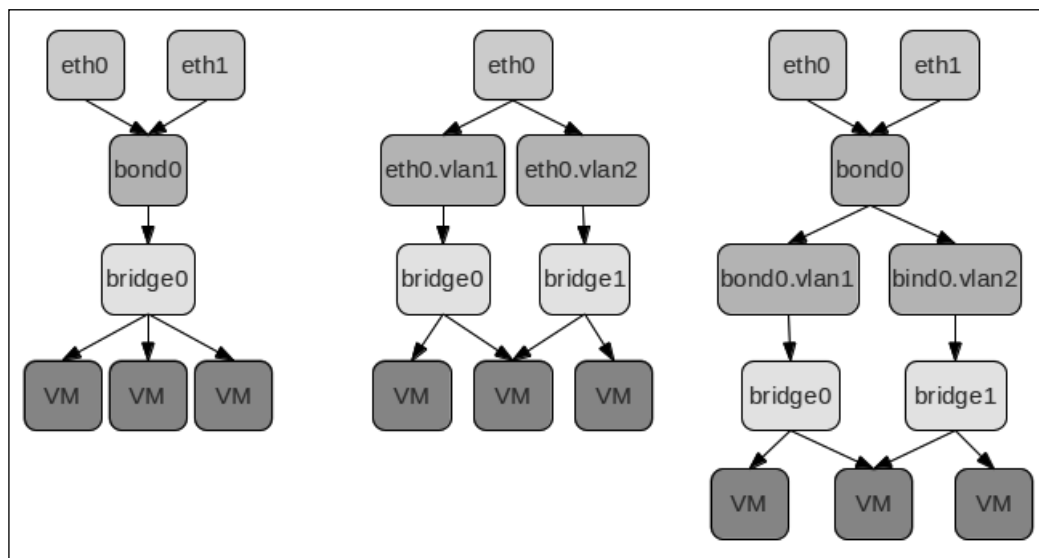 eth0
eth1
bond0
bridge0
VM
VM
VM
eth0
eth0.vlan1
eth0.vlan2
bridge0
bridge1
VM
VM
VM
eth0
eth1
bond0
bond0.vlan1
bind0.vlan2
bridge0
bridge1
VM
VM
VM